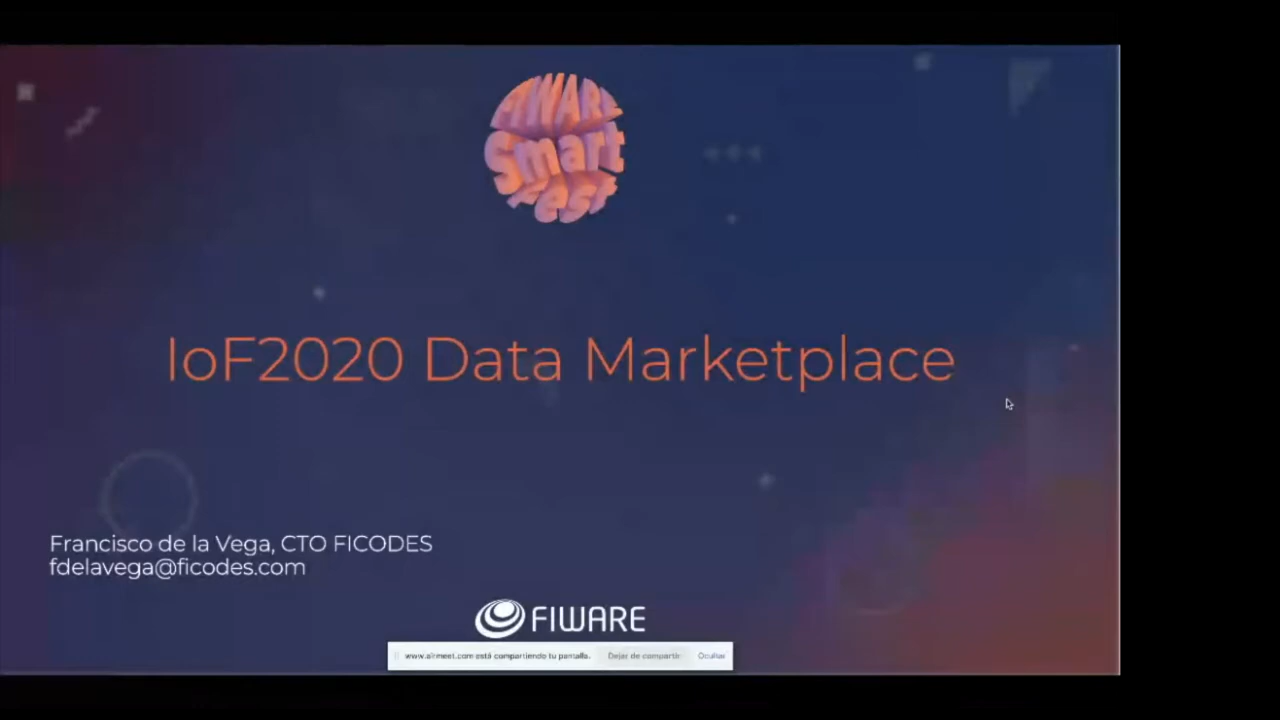 FIWARE
Smart
Fest
IoF2020 Data Marketplace
Francisco de la Vega, CTO FICODES
fdelavega@ficodes.com
FIWARE
www.airmeet.com está compartiendo tu pantalla. Dejar de compartir Ocultar